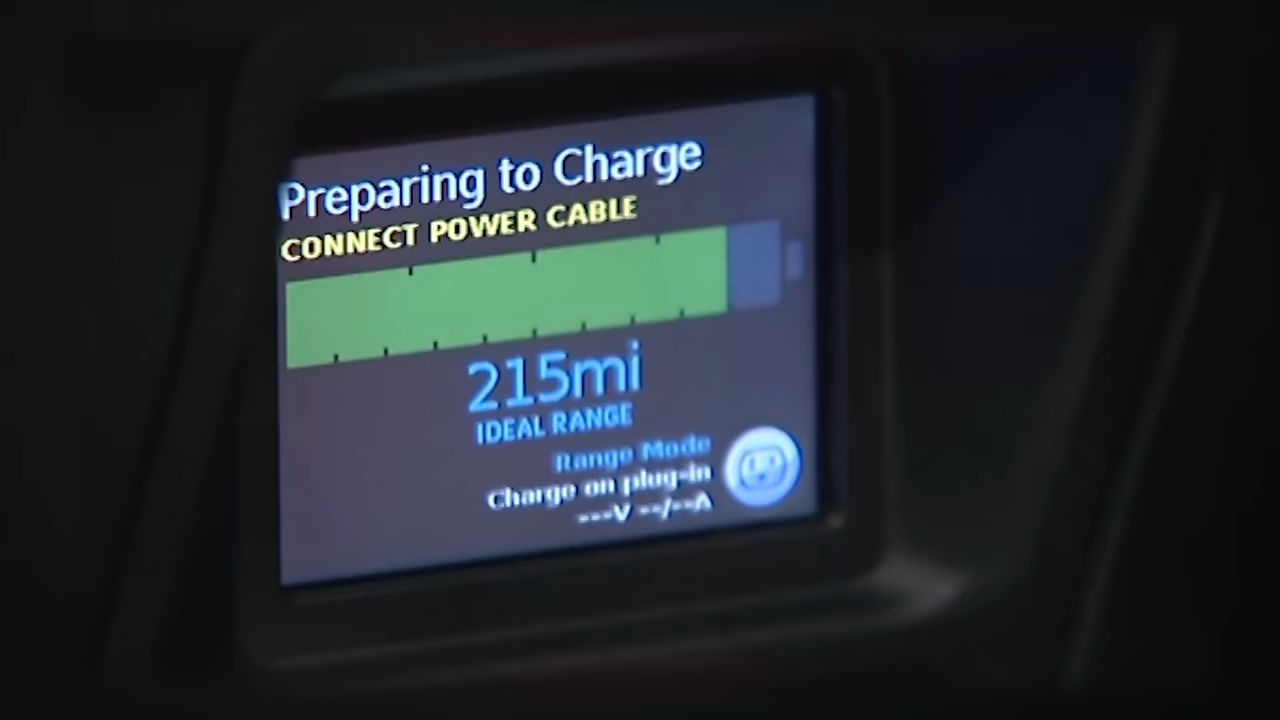 Preparing to Charge
CONNECT POWER CABLE
215mi
IDEAL RANGE
Range Mode
Charge on plug-in
---V --/--A